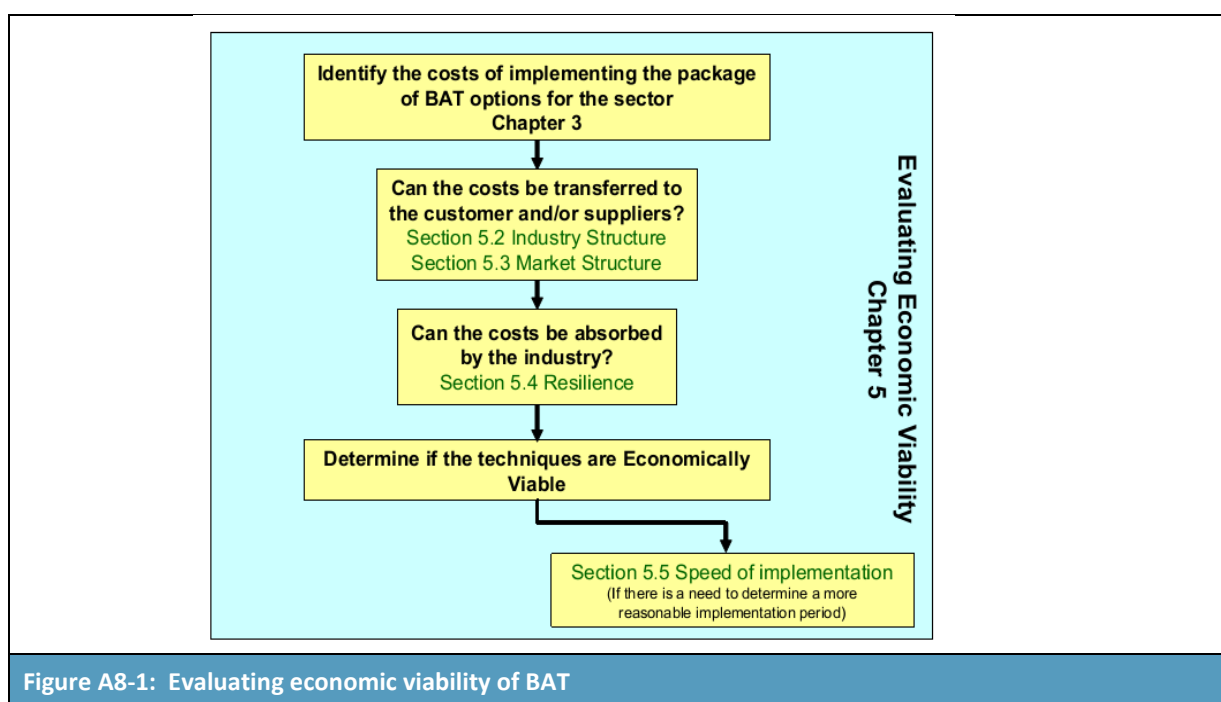 Identify the costs of implementing the package
of BAT options for the sector
Chapter 3
Can the costs be transferred to
the customer and/or suppliers?
Section 5.2 Industry Structure
Section 5.3 Market Structure
Can the costs be absorbed
by the industry?
Section 5.4 Resilience
Determine if the techniques are Economically
Viable
Section 5.5 Speed of implementation
(If there is a need to determine a more
reasonable implementation period)
Evaluating Economic Viability
Chapter 5
Figure A8-1: Evaluating economic viability of BAT